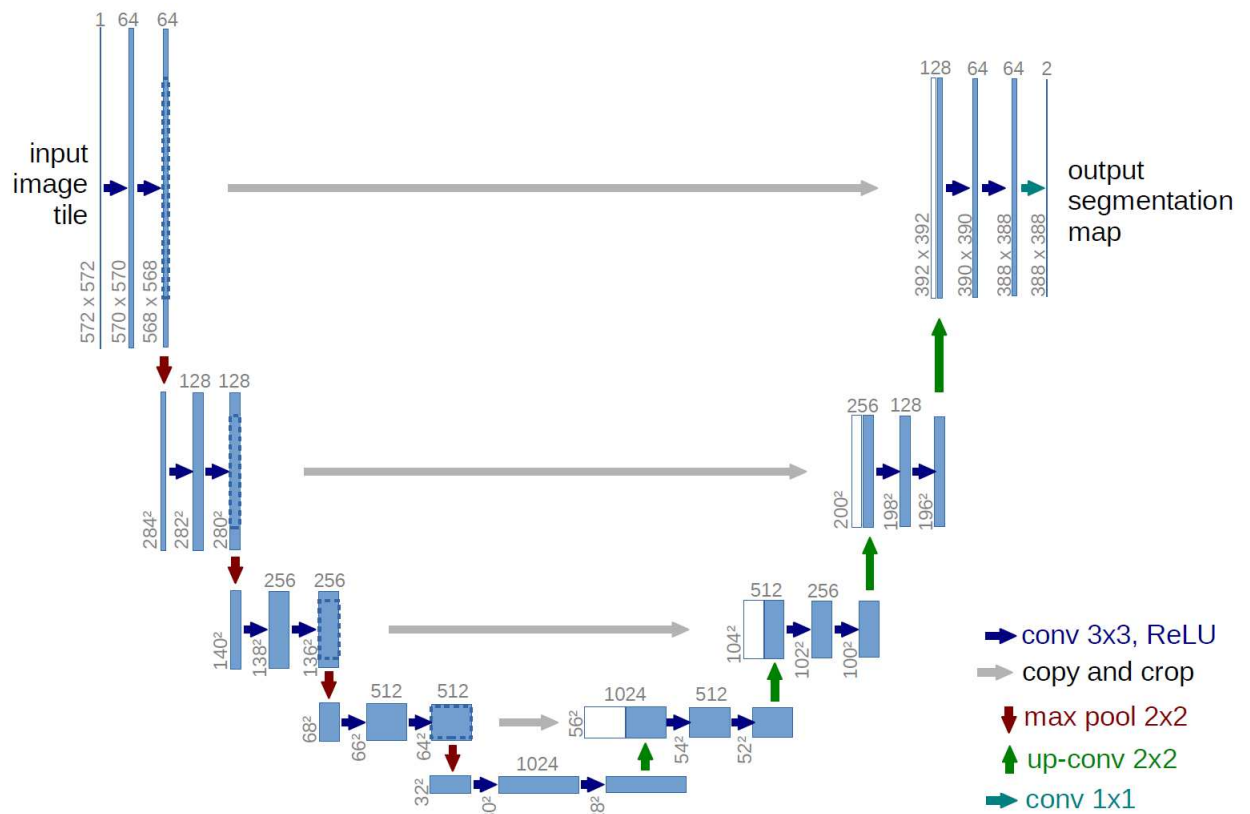 1 64 64
128 64 64 2
input
image
tile
output
segmentation
map
572 x 572
570 x 570
568 x 568
392 x 392
390 x 390
388 x 388
388 x 388
128 128
256 128
284²
282²
280²
200²
198²
196²
256 256
512 256
140²
138²
136²
104²
102²
100²
512 512
1024 512
68²
66²
64²
56²
54²
52²
1024
32²
conv 3x3, ReLU
copy and crop
max pool 2x2
up-conv 2x2
conv 1x1